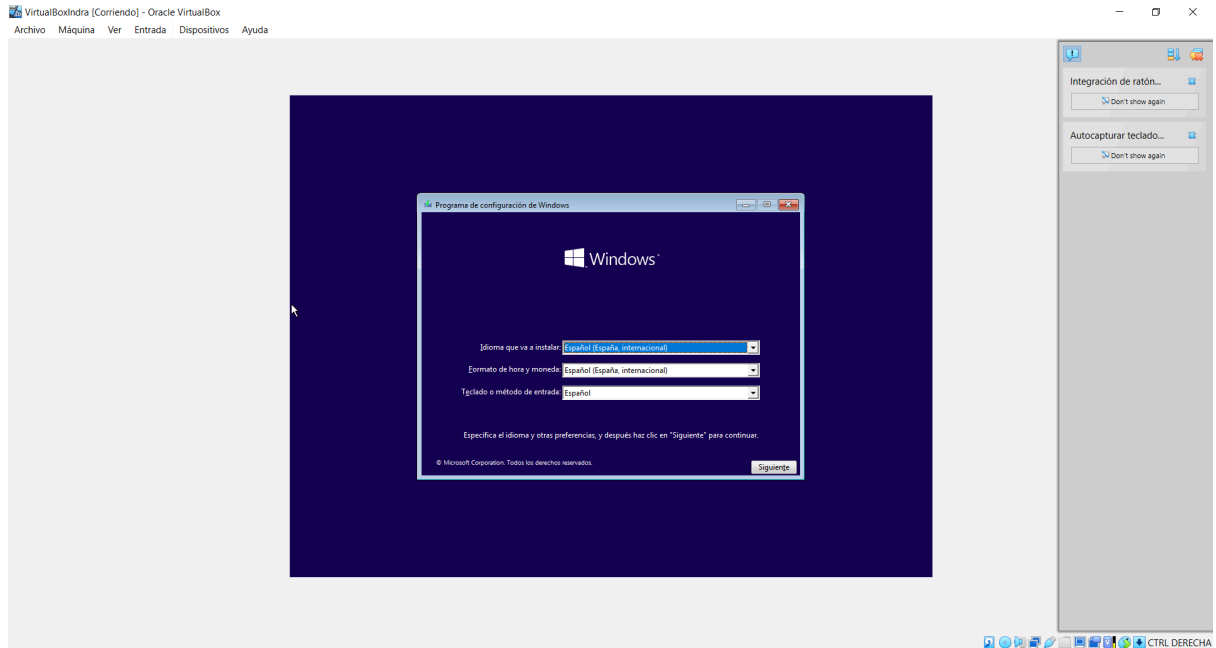 VirtualBoxIndra [Corriendo] - Oracle VirtualBox
Archivo Máquina Ver Entrada Dispositivos Ayuda
Integración de ratón...
Don't show again
Autocapturar teclado...
Don't show again
Programa de configuración de Windows
Windows
Idioma que va a instalar: Español (España, internacional)
Formato de hora y moneda: Español (España, internacional)
Teclado o método de entrada: Español
Especifica el idioma y otras preferencias, y después haz clic en "Siguiente" para continuar.
© Microsoft Corporation. Todos los derechos reservados.
Siguiente
CTRL DERECHA